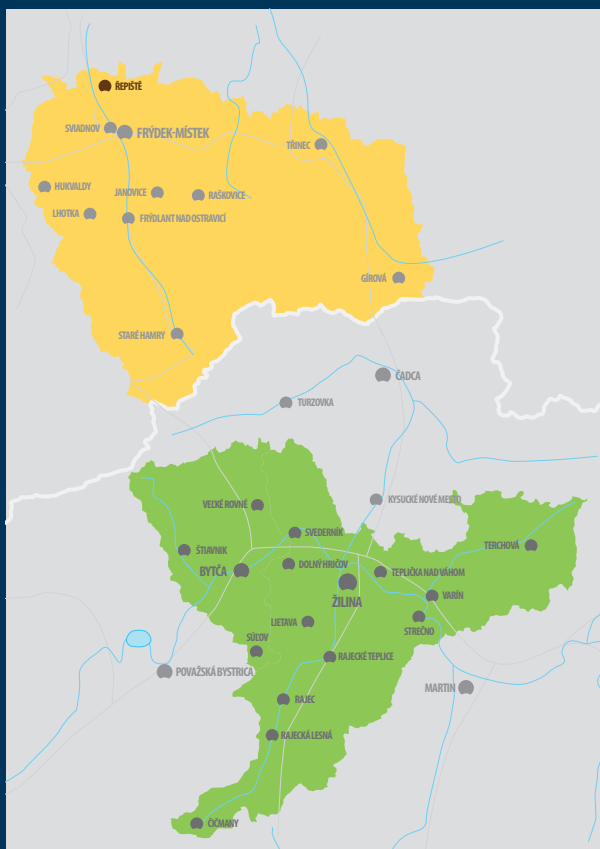 ŘEPIŠTĚ
SVIADNOV
FRÝDEK-MÍSTEK
TŘINEC
HUKVALDY
JANOVICE
RAŠKOVICE
LHOTKA
FRÝDLANT NAD OSTRAVICÍ
GÍROVÁ
STARÉ HAMRY
ČADCA
TURZOVKA
KYSUCKÉ NOVÉ MESTO
VEĽKÉ ROVNÉ
SVEDERNÍK
TERCHOVÁ
ŠTIAVNIK
DOLNÝ HRIČOV
BYTČA
TEPLIČKA NAD VÁHOM
ŽILINA
VARÍN
LIETAVA
STREČNO
SÚĽOV
RAJECKÉ TEPLICE
POVAŽSKÁ BYSTRICA
MARTIN
RAJEC
RAJECKÁ LESNÁ
ČIČMANY